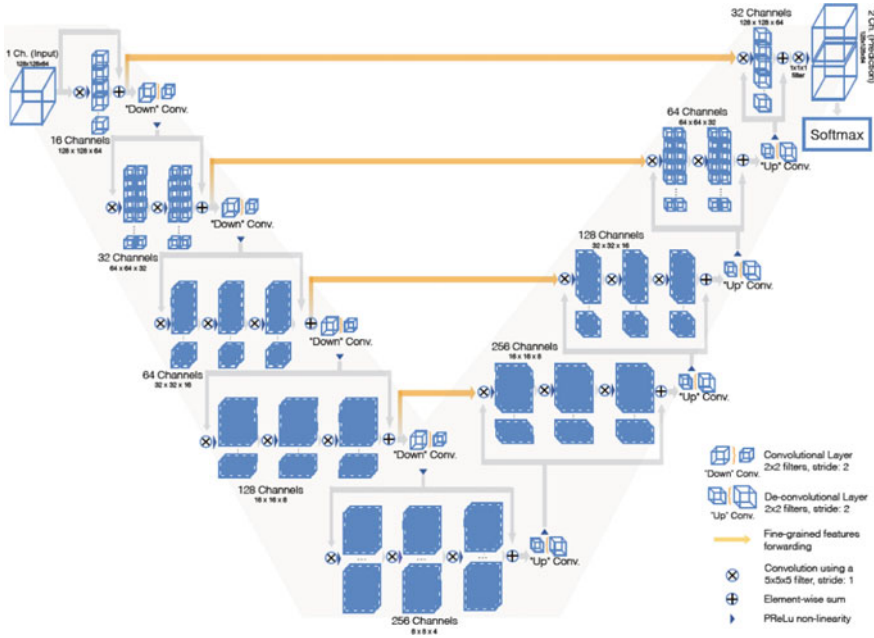 1 Ch. (Input)
128x128x64
"Down" Conv.
16 Channels
128 x 128 x 64
"Down" Conv.
32 Channels
64 x 64 x 32
"Down" Conv.
64 Channels
32 x 32 x 16
"Down" Conv.
128 Channels
16 x 16 x 8
256 Channels
8 x 8 x 4
"Up" Conv.
256 Channels
16 x 16 x 8
"Up" Conv.
128 Channels
32 x 32 x 16
"Up" Conv.
64 Channels
64 x 64 x 32
"Up" Conv.
32 Channels
128 x 128 x 64
1x1x1
filter
2 Ch. (Prediction)
128x128x64
Softmax
"Down" Conv.
Convolutional Layer
2x2 filters, stride: 2
"Up" Conv.
De-convolutional Layer
2x2 filters, stride: 2
Fine-grained features
forwarding
Convolution using a
5x5x5 filter, stride: 1
Element-wise sum
PReLu non-linearity